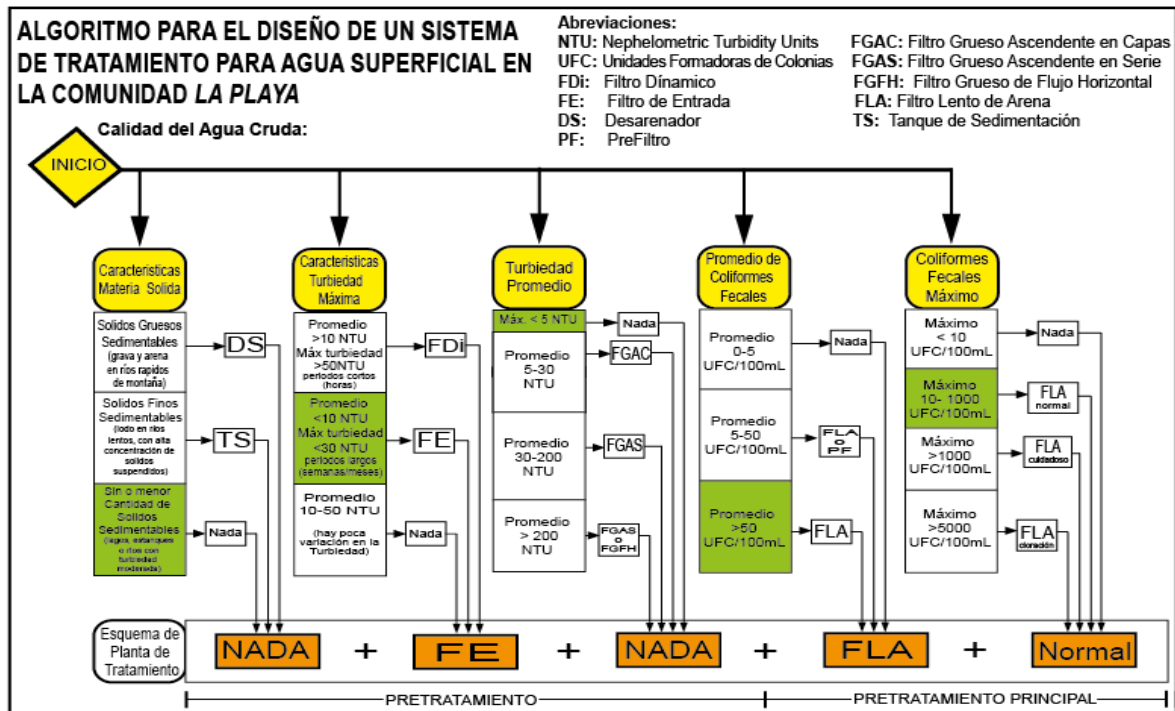 ALGORITMO PARA EL DISEÑO DE UN SISTEMA
DE TRATAMIENTO PARA AGUA SUPERFICIAL EN
LA COMUNIDAD LA PLAYA
Abreviaciones:
NTU: Nephelometric Turbidity Units
UFC: Unidades Formadoras de Colonias
FDi: Filtro Dínamico
FE: Filtro de Entrada
DS: Desarenador
PF: PreFiltro
FGAC: Filtro Grueso Ascendente en Capas
FGAS: Filtro Grueso Ascendente en Serie
FGFH: Filtro Grueso de Flujo Horizontal
FLA: Filtro Lento de Arena
TS: Tanque de Sedimentación
Calidad del Agua Cruda:
INICIO
Caracteristicas
Materia Solida
Solidos Gruesos
Sedimentables
(grava y arena
en ríos rapidos
de montaña)
DS
Solidos Finos
Sedimentables
(lodo en ríos
lentos, con alta
concentración de
solidos
suspendidos)
TS
Sin o menor
Cantidad de
Solidos
Sedimentables
(lagos, estanques
o ríos con
turbiedad
moderada)
Nada
Caracteristicas
Turbiedad
Máxima
Promedio
>10 NTU
Máx turbiedad
>50NTU
periodos cortos
(horas)
FDi
Promedio
<10 NTU
Máx turbiedad
<30 NTU
periodos largos
(semanas/meses)
FE
Promedio
10-50 NTU
(hay poca
variación en la
Turbiedad)
Nada
Turbiedad
Promedio
Máx. < 5 NTU
Nada
Promedio
5-30
NTU
FGAC
Promedio
30-200
NTU
FGAS
Promedio
> 200
NTU
FGAS
o
FGFH
Promedio de
Coliformes
Fecales
Promedio
0-5
UFC/100mL
Nada
Promedio
5-50
UFC/100mL
FLA
o
PF
Promedio
>50
UFC/100mL
FLA
Coliformes
Fecales
Máximo
Máximo
< 10
UFC/100mL
Nada
Máximo
10- 1000
UFC/100mL
FLA
normal
Máximo
>1000
UFC/100mL
FLA
cuidadoso
Máximo
>5000
UFC/100mL
FLA
cloración
Esquema de
Planta de
Tratamiento
NADA + FE + NADA + FLA + Normal
PRETRATAMIENTO
PRETRATAMIENTO PRINCIPAL